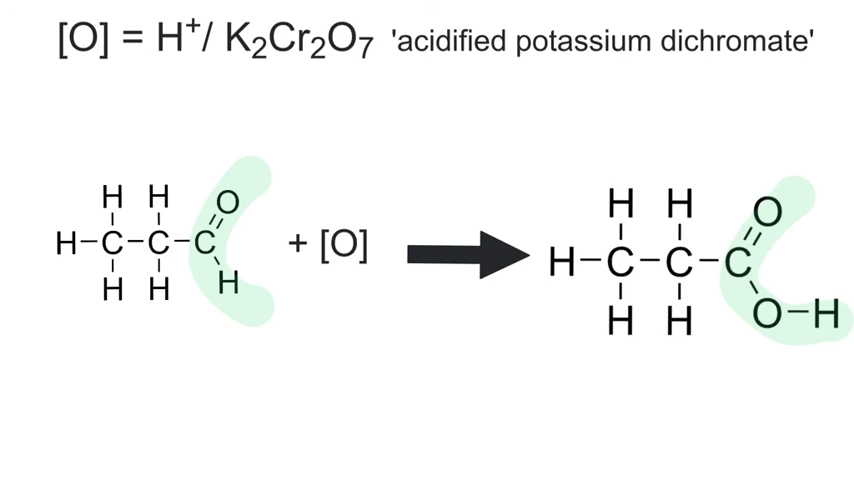 [O] = H⁺/ K₂Cr₂O₇ 'acidified potassium dichromate'
H H O
H–C–C–C + [O]
H H H
H H O
H–C–C–C
H H O–H